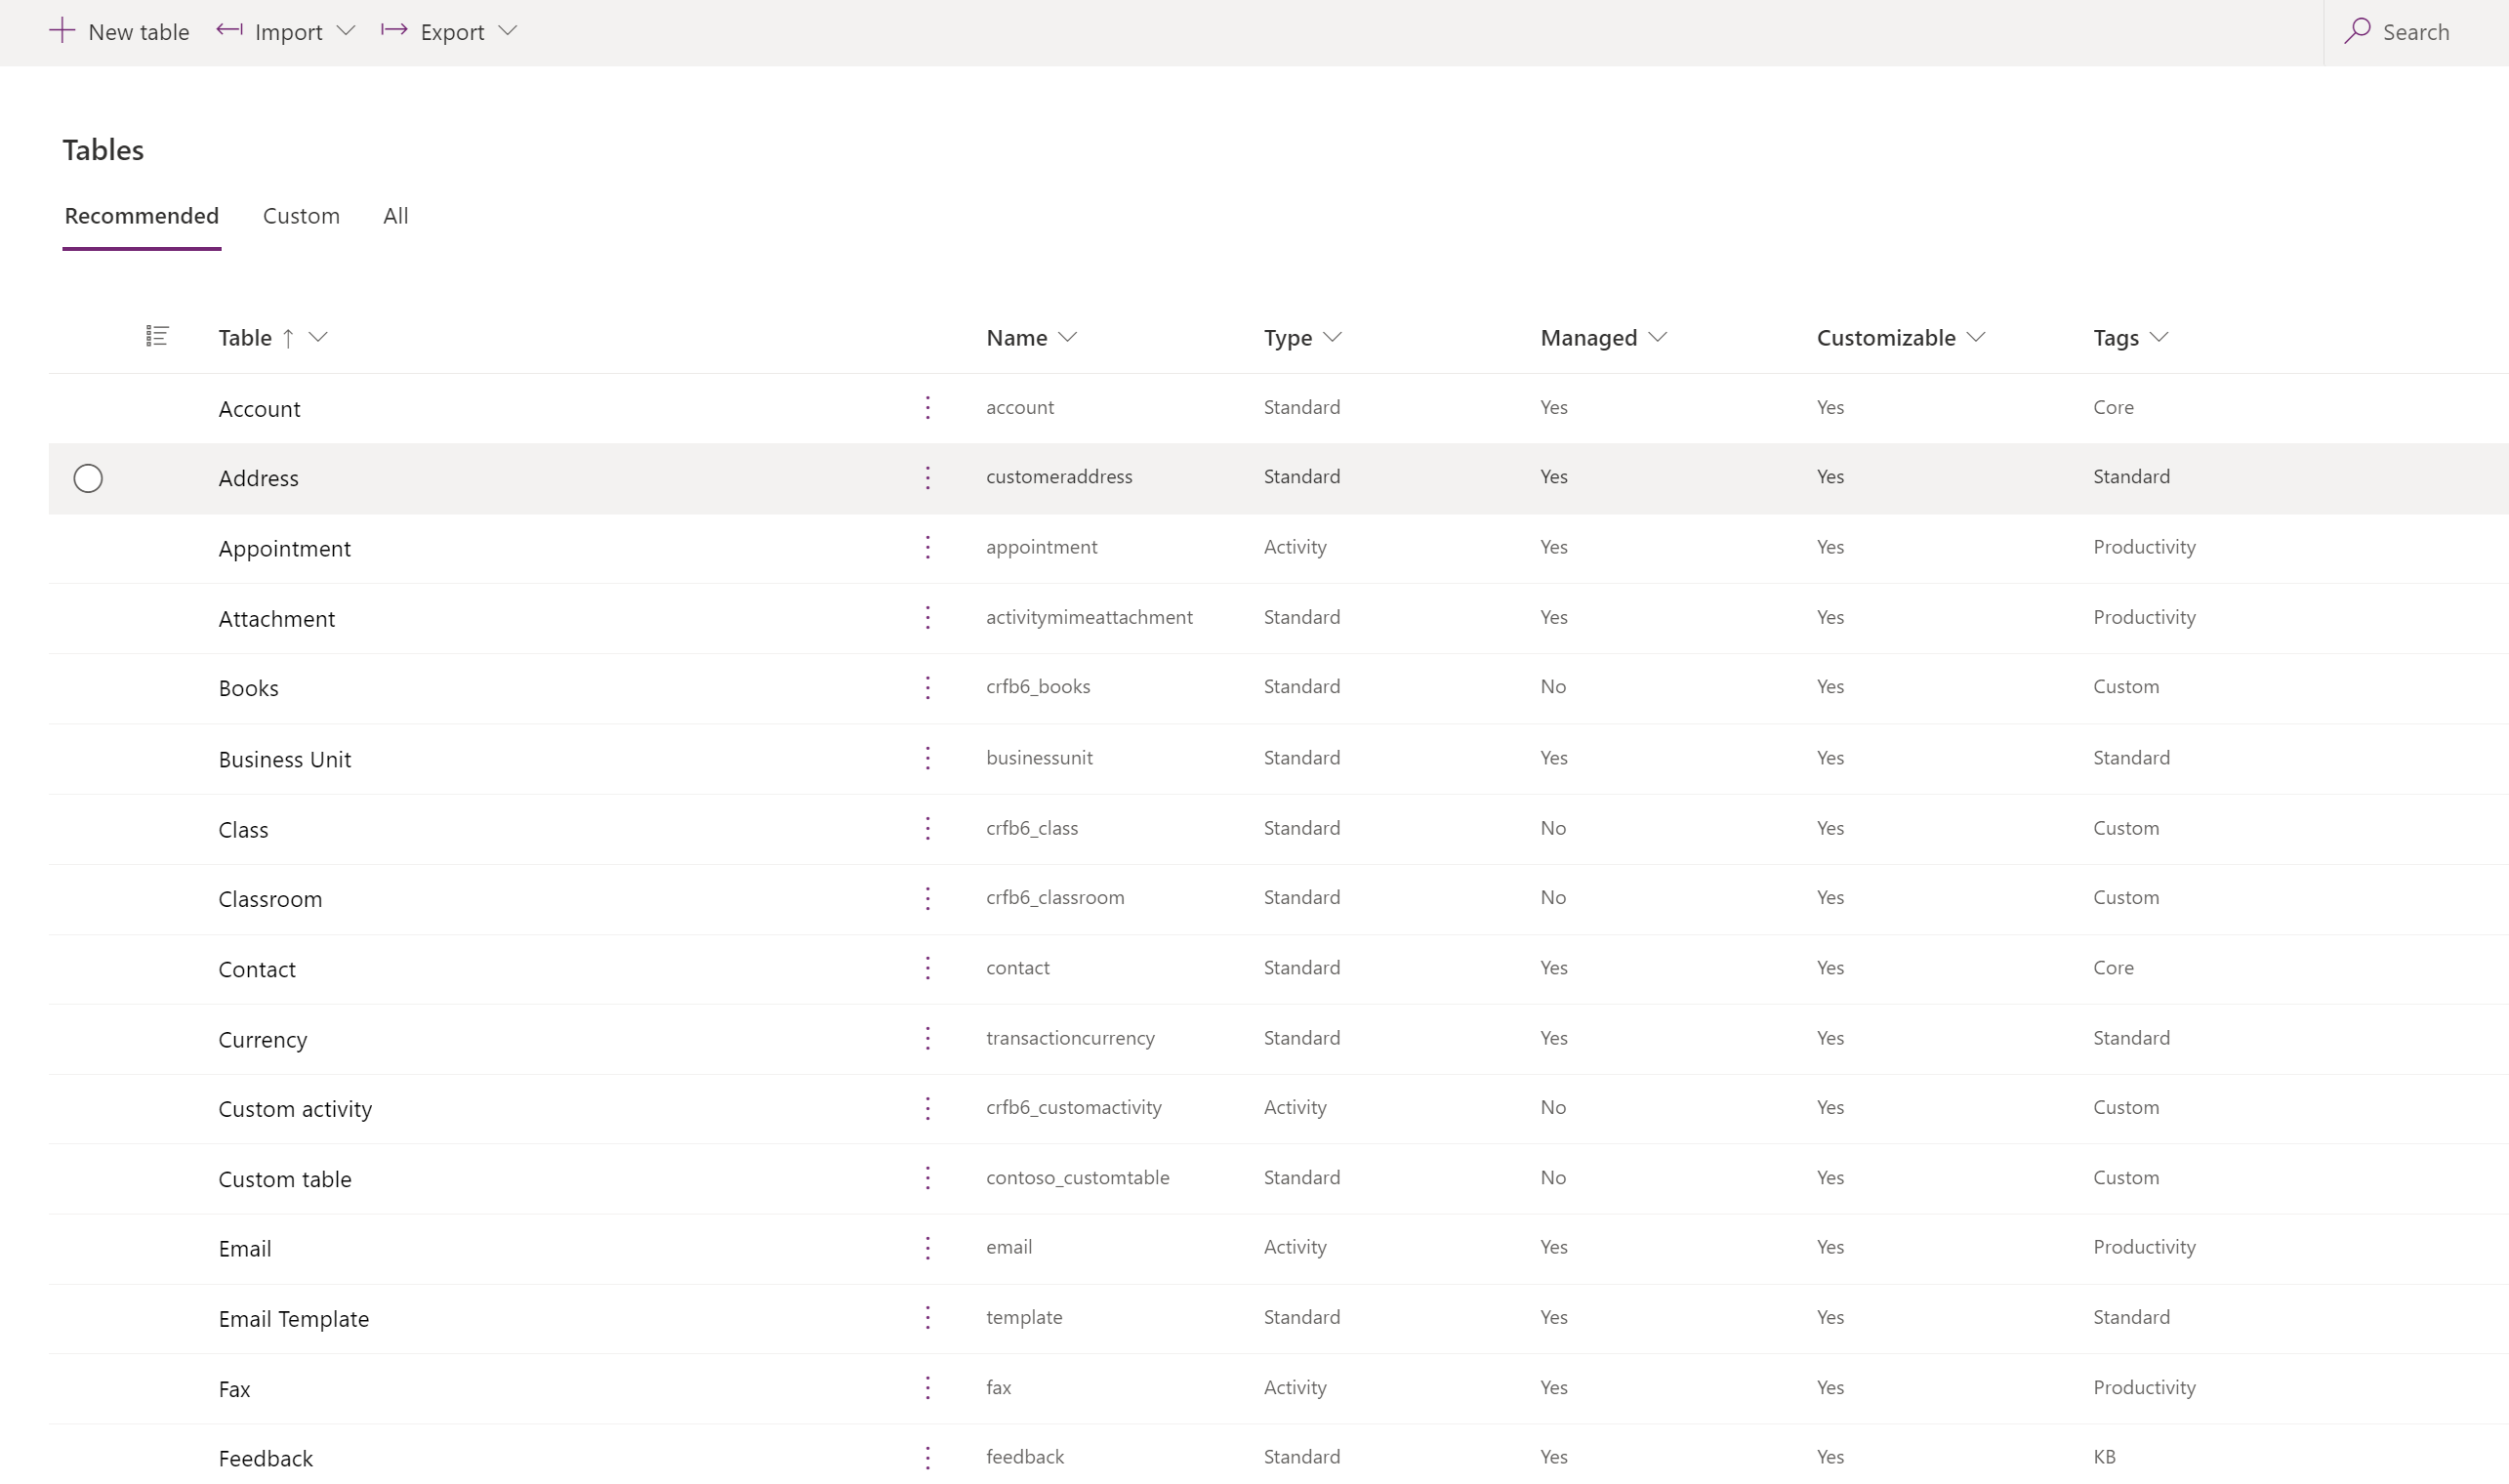 New table Import Export Search
Tables
Recommended Custom All
Table Name Type Managed Customizable Tags
Account account Standard Yes Yes Core
Address customeraddress Standard Yes Yes Standard
Appointment appointment Activity Yes Yes Productivity
Attachment activitymimeattachment Standard Yes Yes Productivity
Books crfb6_books Standard No Yes Custom
Business Unit businessunit Standard Yes Yes Standard
Class crfb6_class Standard No Yes Custom
Classroom crfb6_classroom Standard No Yes Custom
Contact contact Standard Yes Yes Core
Currency transactioncurrency Standard Yes Yes Standard
Custom activity crfb6_customactivity Activity No Yes Custom
Custom table contoso_customtable Standard No Yes Custom
Email email Activity Yes Yes Productivity
Email Template template Standard Yes Yes Standard
Fax fax Activity Yes Yes Productivity
Feedback feedback Standard Yes Yes KB